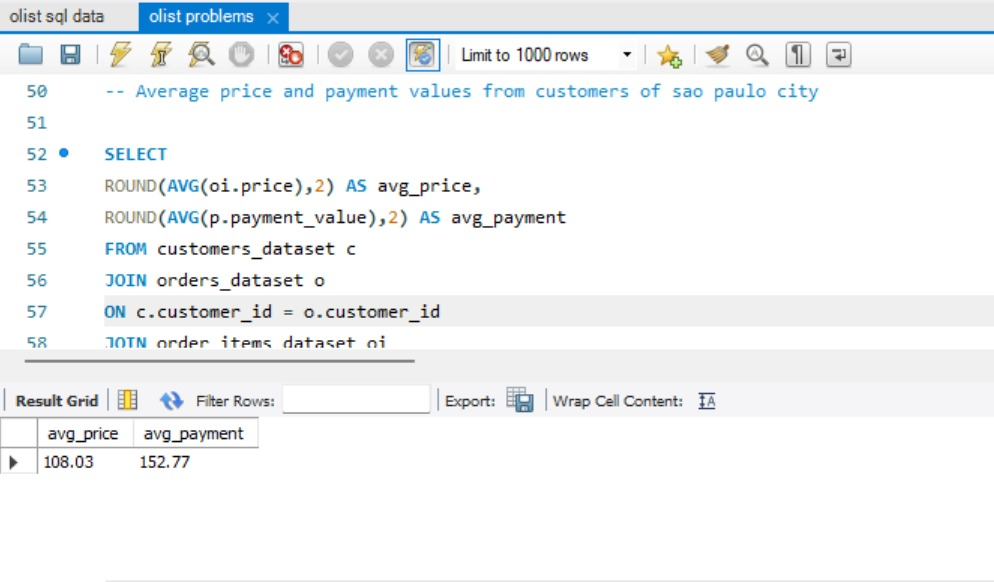 olist sql data
olist problems
Limit to 1000 rows
50 -- Average price and payment values from customers of sao paulo city
51
52 SELECT
53 ROUND(AVG(oi.price),2) AS avg_price,
54 ROUND(AVG(p.payment_value),2) AS avg_payment
55 FROM customers_dataset c
56 JOIN orders_dataset o
57 ON c.customer_id = o.customer_id
58 JOIN order_items_dataset oi
Result Grid Filter Rows: Export: Wrap Cell Content: IA
avg_price avg_payment
108.03 152.77